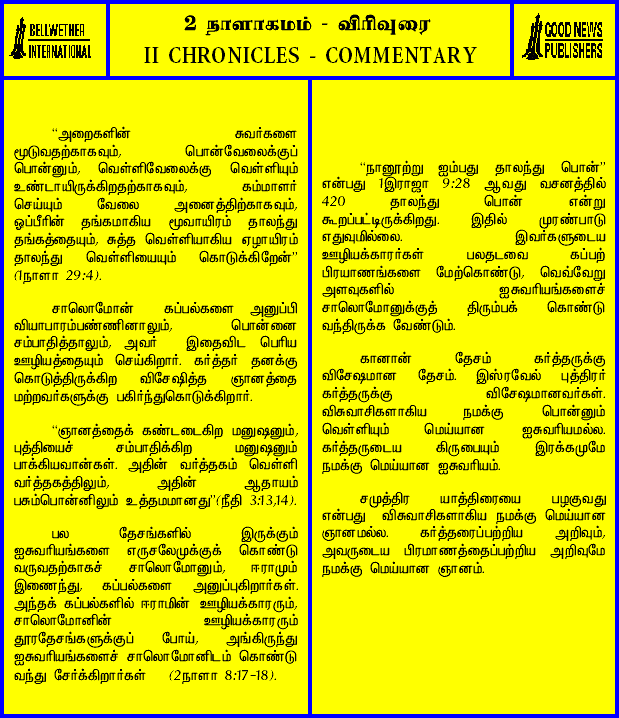 BELLWETHER
INTERNATIONAL
2 நாளாகமம் - விரிவுரை
II CHRONICLES - COMMENTARY
GOOD NEWS
PUBLISHERS
“அறைகளின் சுவர்களை
மூடுவதற்காகவும், பொன்வேலைக்குப்
பொன்னும், வெள்ளிவேலைக்கு வெள்ளியும்
உண்டாயிருக்கிறதற்காகவும், கம்மாளர்
செய்யும் வேலை அனைத்திற்காகவும்,
ஓப்பீரின் தங்கமாகிய மூவாயிரம் தாலந்து
தங்கத்தையும், சுத்த வெள்ளியாகிய ஏழாயிரம்
தாலந்து வெள்ளியையும் கொடுக்கிறேன்”
(1நாளா 29:4).
சாலொமோன் கப்பல்களை அனுப்பி
வியாபாரம்பண்ணினாலும், பொன்னை
சம்பாதித்தாலும், அவர் இதைவிட பெரிய
ஊழியத்தையும் செய்கிறார். கர்த்தர் தனக்கு
கொடுத்திருக்கிற விசேஷித்த ஞானத்தை
மற்றவர்களுக்கு பகிர்ந்துகொடுக்கிறார்.
“ஞானத்தைக் கண்டடைகிற மனுஷனும்,
புத்தியைச் சம்பாதிக்கிற மனுஷனும்
பாக்கியவான்கள். அதின் வர்த்தகம் வெள்ளி
வர்த்தகத்திலும், அதின் ஆதாயம்
பசும்பொன்னிலும் உத்தமமானது”(நீதி 3:13,14).
பல தேசங்களில் இருக்கும்
ஐசுவரியங்களை எருசலேமுக்குக் கொண்டு
வருவதற்காகச் சாலொமோனும், ஈராமும்
இணைந்து, கப்பல்களை அனுப்புகிறார்கள்.
அந்தக் கப்பல்களில் ஈராமின் ஊழியக்காரரும்,
சாலொமோனின் ஊழியக்காரரும்
தூரதேசங்களுக்குப் போய், அங்கிருந்து
ஐசுவரியங்களைச் சாலொமோனிடம் கொண்டு
வந்து சேர்க்கிறார்கள் (2நாளா 8:17-18).
“நானூற்று ஐம்பது தாலந்து பொன்”
என்பது 1இராஜா 9:28 ஆவது வசனத்தில்
420 தாலந்து பொன் என்று
கூறப்பட்டிருக்கிறது. இதில் முரண்பாடு
எதுவுமில்லை. இவர்களுடைய
ஊழியக்காரர்கள் பலதடவை கப்பற்
பிரயாணங்களை மேற்கொண்டு, வெவ்வேறு
அளவுகளில் ஐசுவரியங்களைச்
சாலொமோனுக்குத் திரும்பக் கொண்டு
வந்திருக்க வேண்டும்.
கானான் தேசம் கர்த்தருக்கு
விசேஷமான தேசம். இஸ்ரவேல் புத்திரர்
கர்த்தருக்கு விசேஷமானவர்கள்.
விசுவாசிகளாகிய நமக்கு பொன்னும்
வெள்ளியும் மெய்யான ஐசுவரியமல்ல.
கர்த்தருடைய கிருபையும் இரக்கமுமே
நமக்கு மெய்யான ஐசுவரியம்.
சமுத்திர யாத்திரையை பழகுவது
என்பது விசுவாசிகளாகிய நமக்கு மெய்யான
ஞானமல்ல. கர்த்தரைப்பற்றிய அறிவும்,
அவருடைய பிரமாணத்தைப்பற்றிய அறிவுமே
நமக்கு மெய்யான ஞானம்.